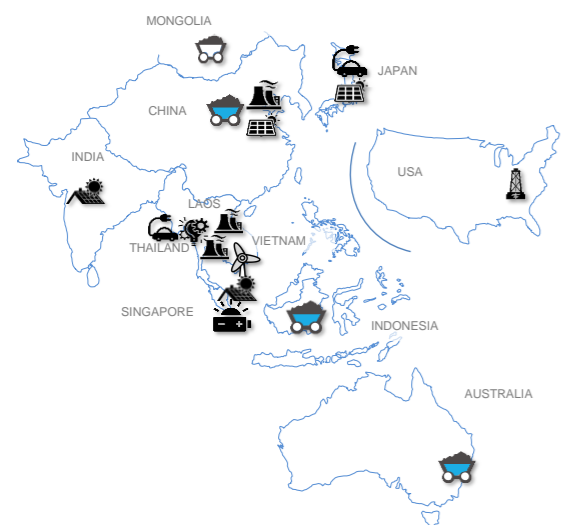 MONGOLIA
JAPAN
CHINA
INDIA
USA
LAOS
THAILAND
VIETNAM
SINGAPORE
INDONESIA
AUSTRALIA